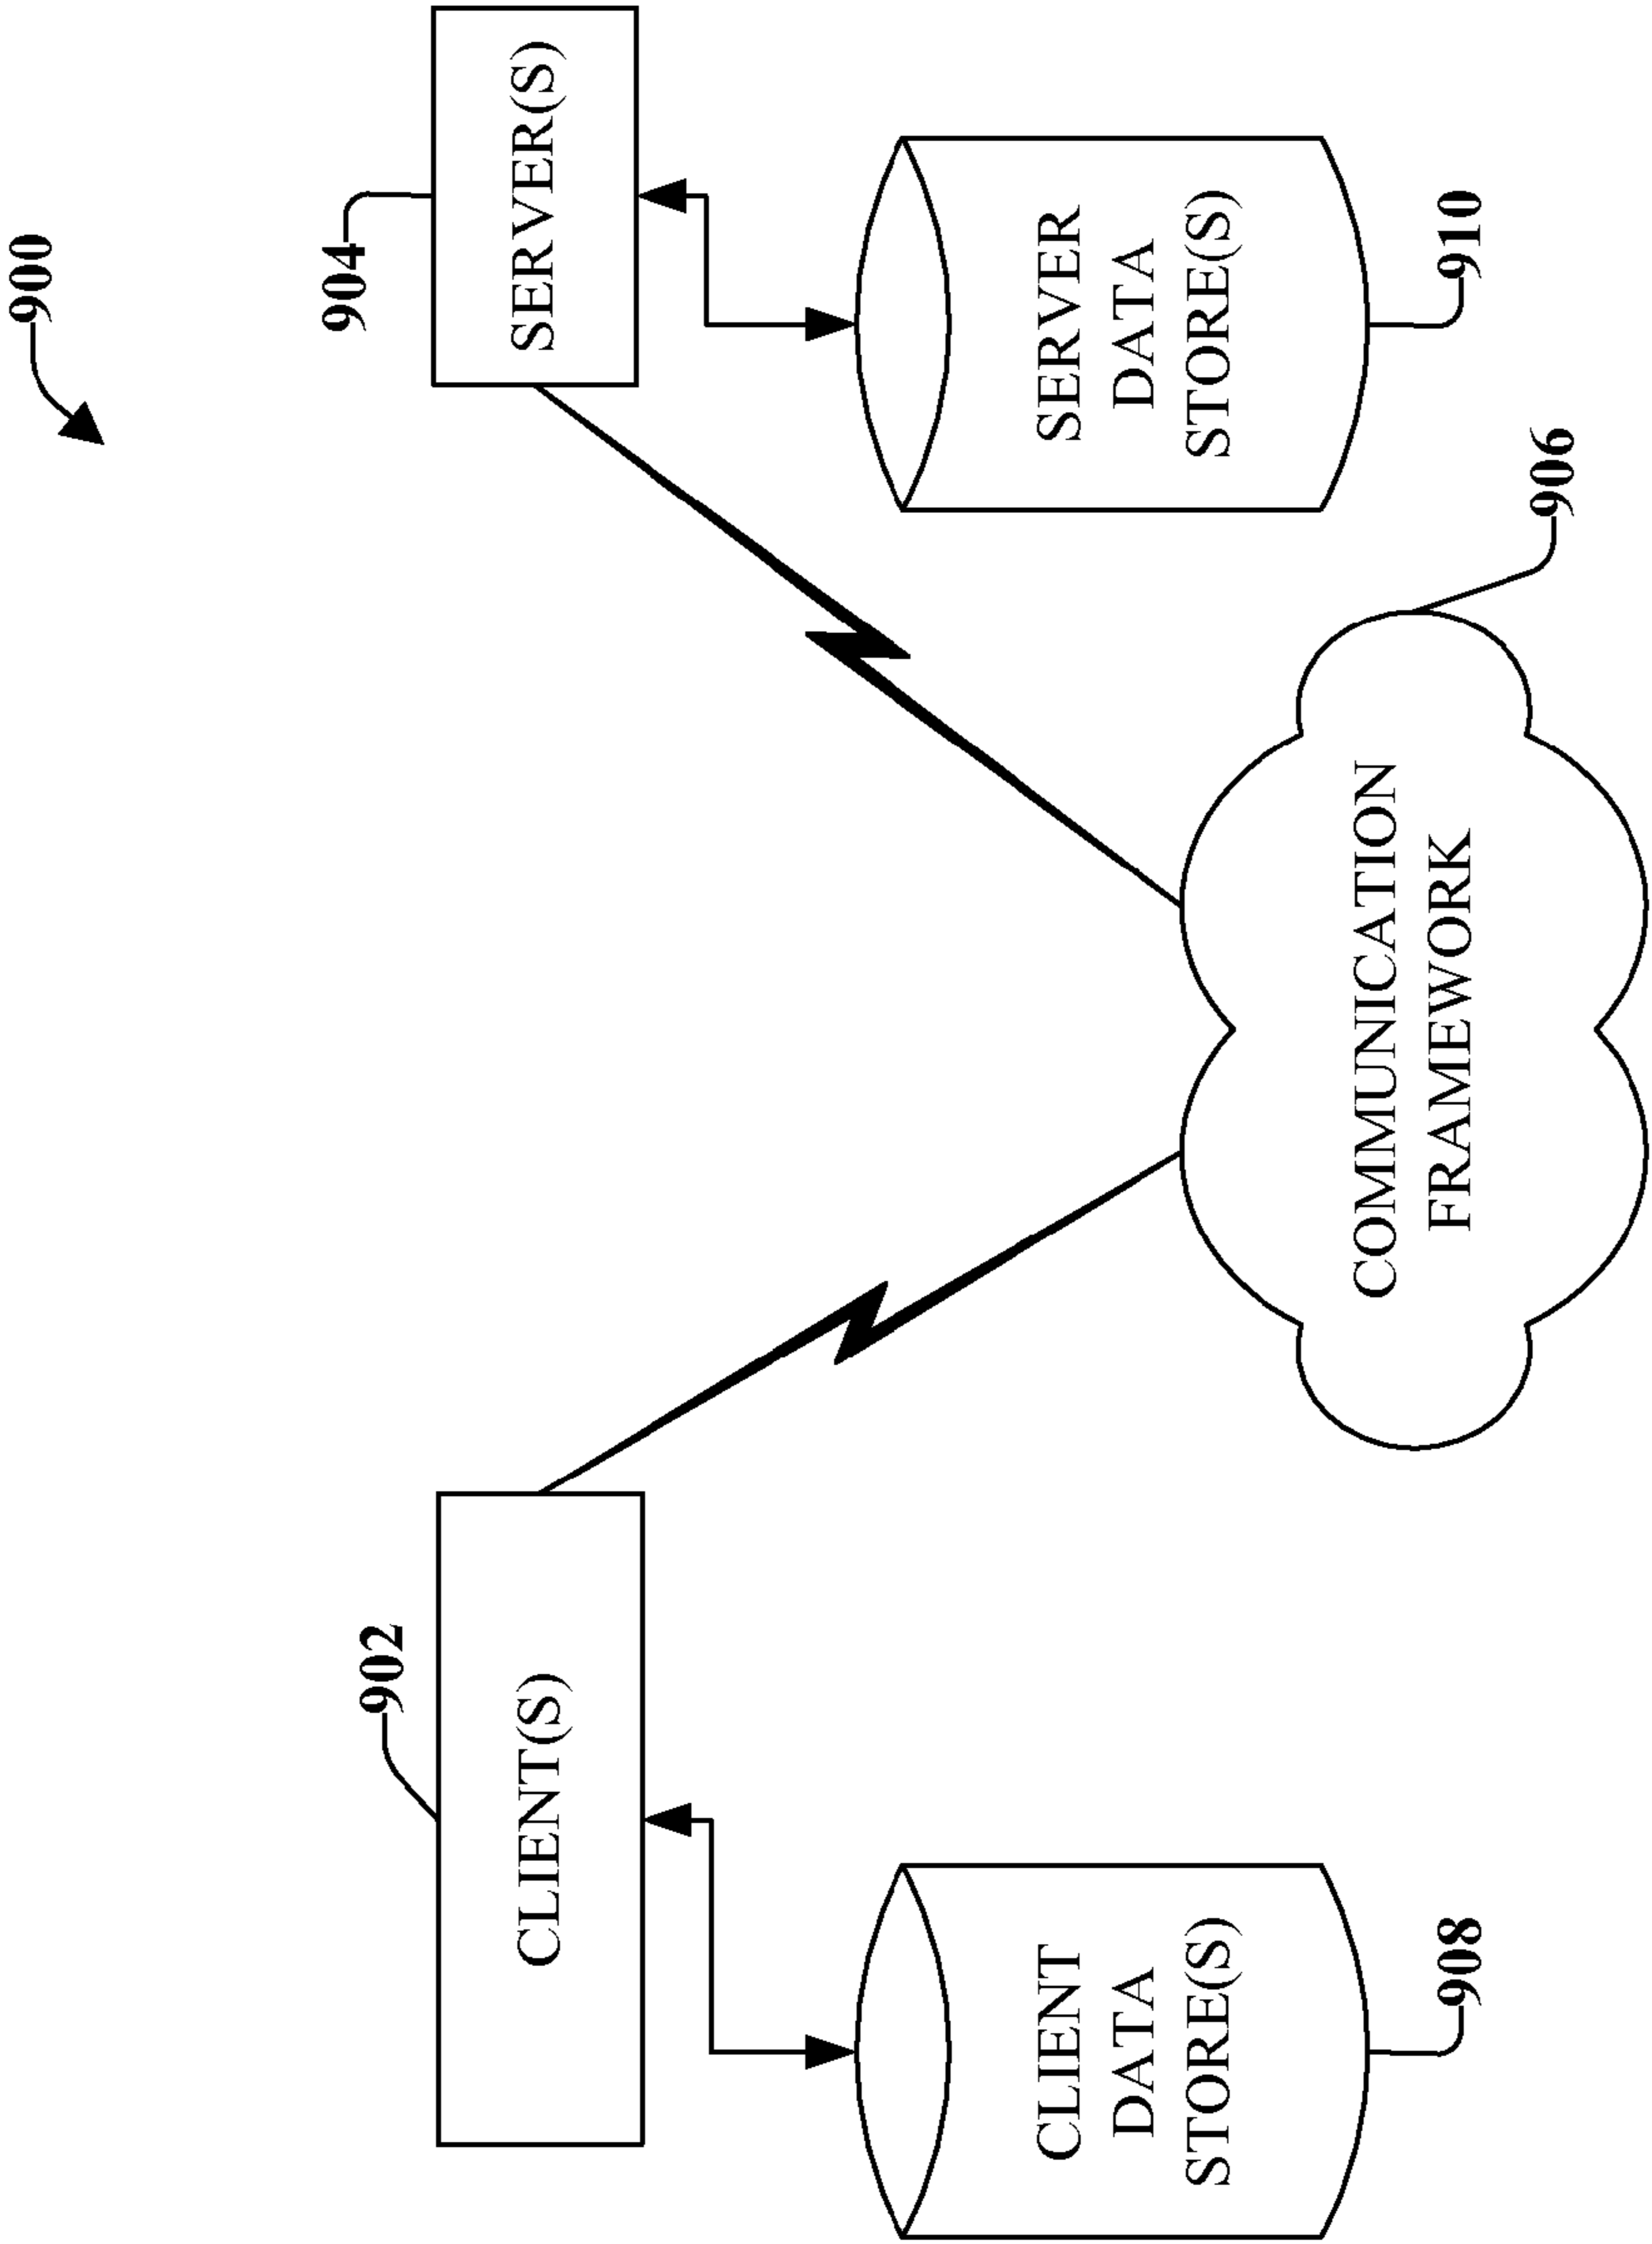 900
902
904
CLIENT(S)
SERVER(S)
CLIENT
DATA
STORE(S)
SERVER
DATA
STORE(S)
COMMUNICATION
FRAMEWORK
908
910
906